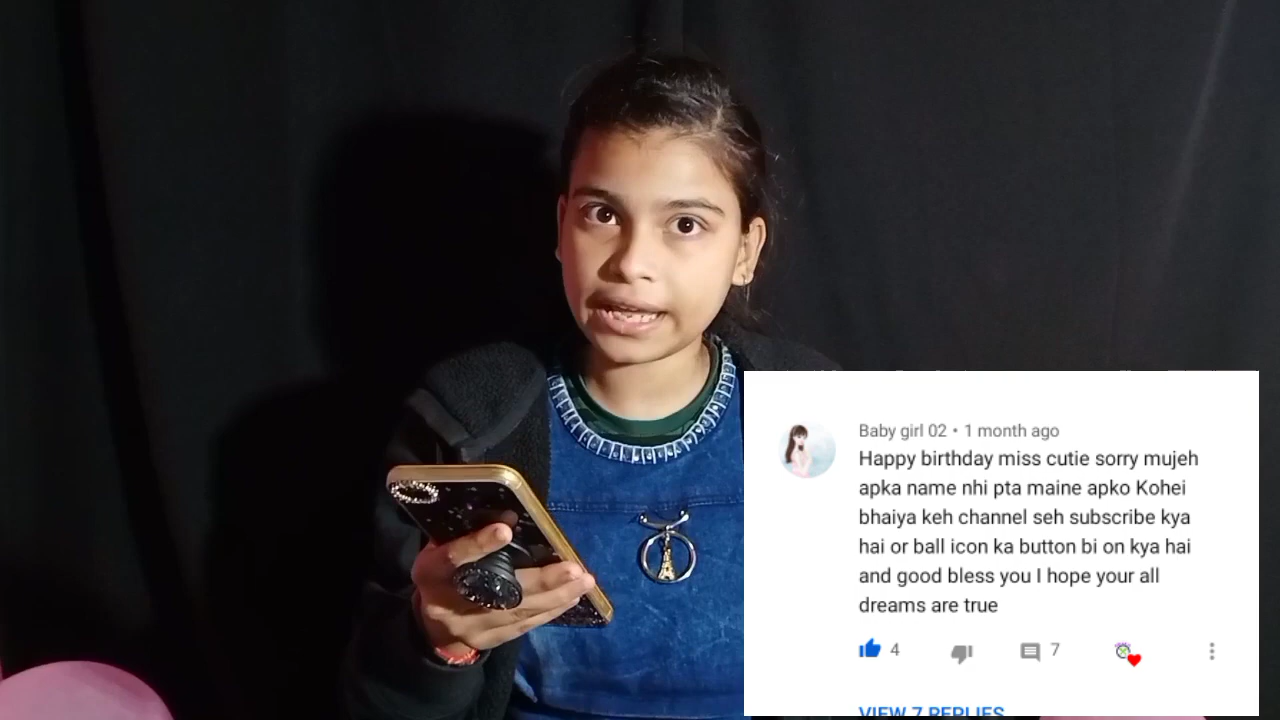 Baby girl 02 • 1 month ago
Happy birthday miss cutie sorry mujeh
apka name nhi pta maine apko Kohei
bhaiya keh channel seh subscribe kya
hai or ball icon ka button bi on kya hai
and good bless you I hope your all
dreams are true
4
7
VIEW 7 REPLIES